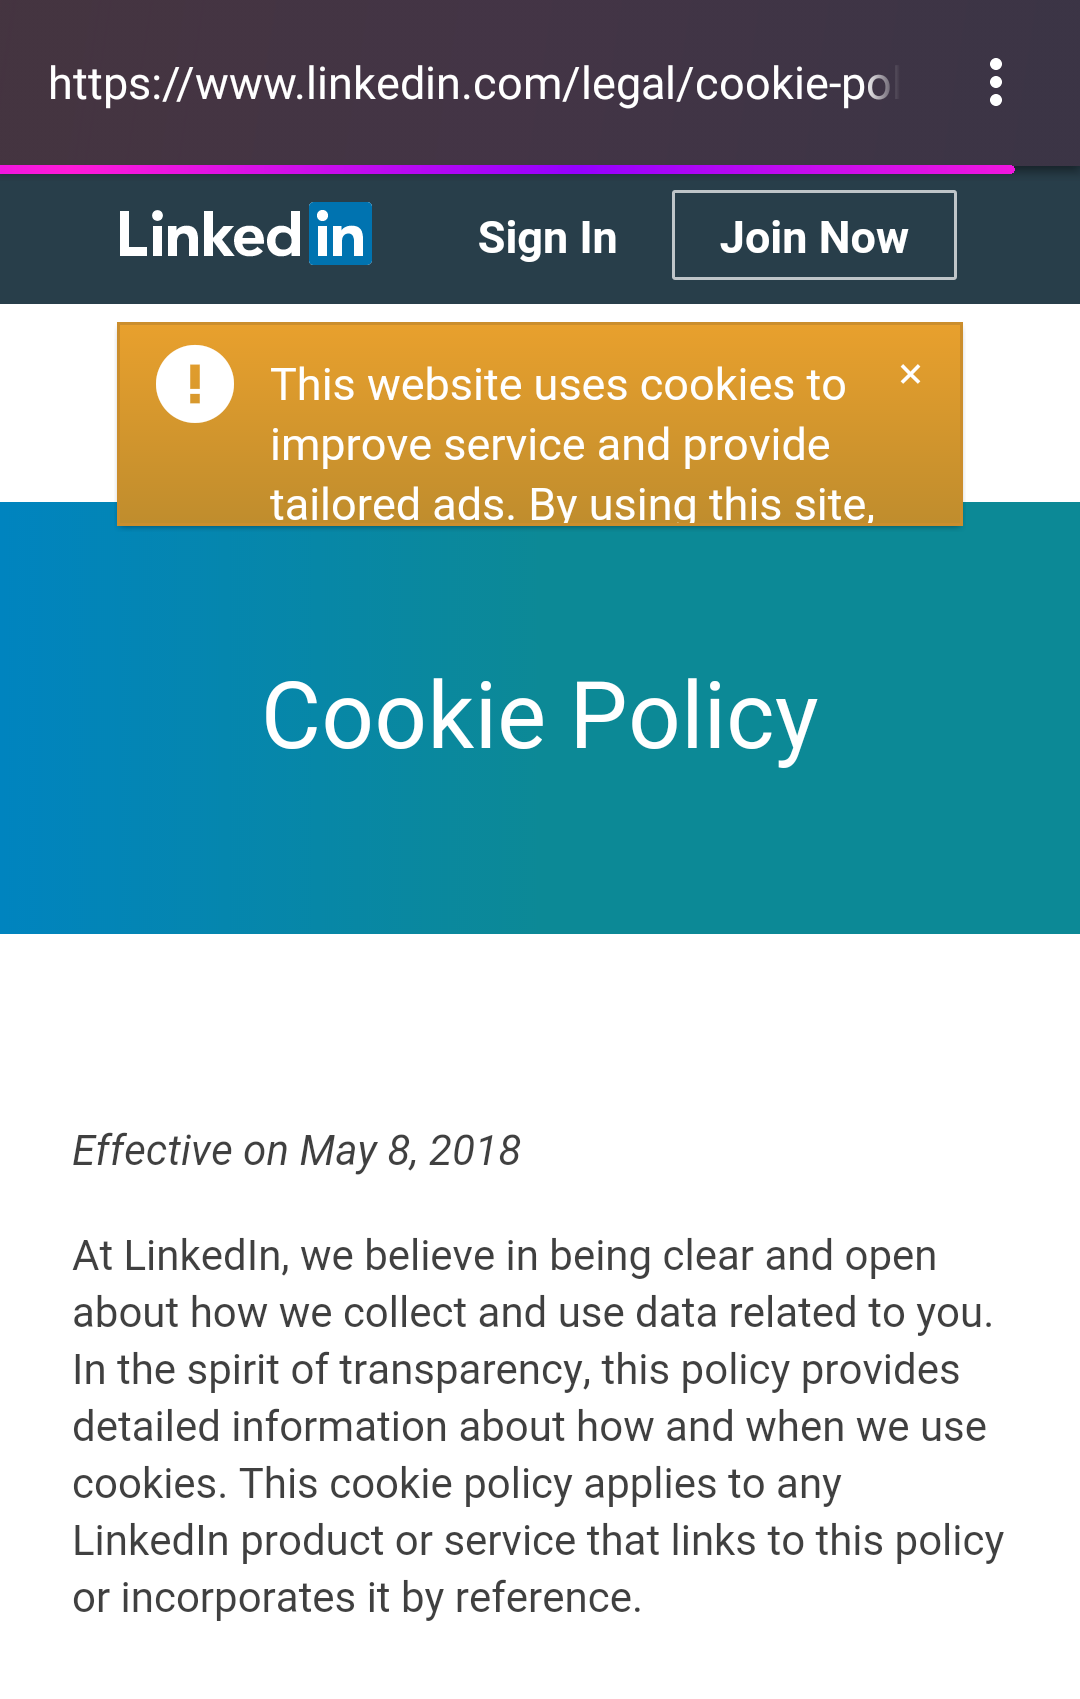 https://www.linkedin.com/legal/cookie-pol
Linked in
Sign In
Join Now
This website uses cookies to
improve service and provide
tailored ads. By using this site,
Cookie Policy
Effective on May 8, 2018
At LinkedIn, we believe in being clear and open
about how we collect and use data related to you.
In the spirit of transparency, this policy provides
detailed information about how and when we use
cookies. This cookie policy applies to any
LinkedIn product or service that links to this policy
or incorporates it by reference.